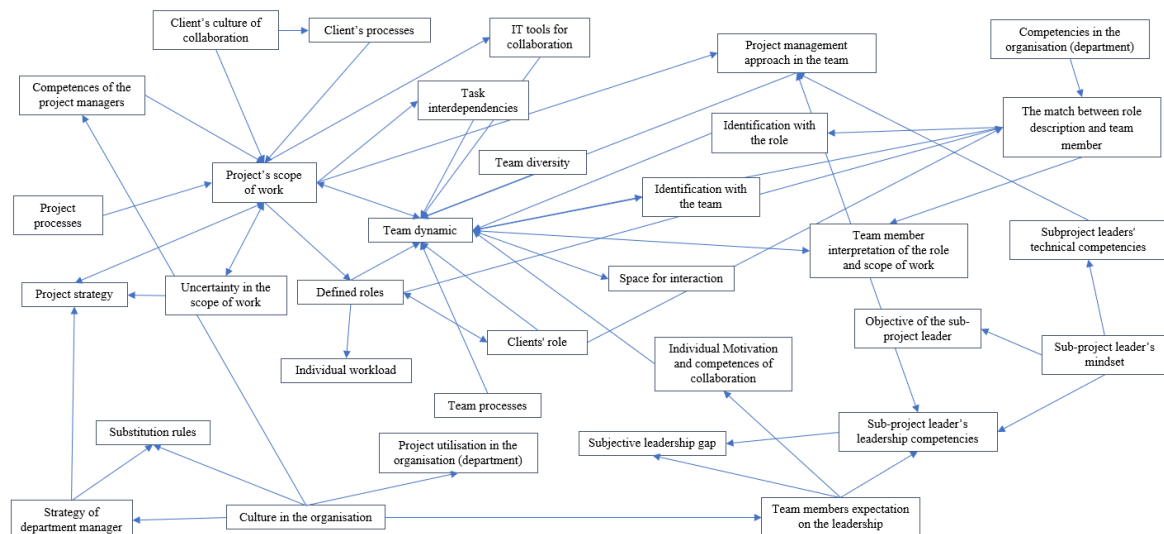 Client's culture of
collaboration
Client's processes
IT tools for
collaboration
Project management
approach in the team
Competencies in the
organisation (department)
Competences of the
project managers
Task
interdependencies
The match between role
description and team
member
Identification with
the role
Team diversity
Project's scope
of work
Identification with
the team
Project
processes
Team dynamic
Team member
interpretation of the role
and scope of work
Subproject leaders'
technical competencies
Space for interaction
Project strategy
Uncertainty in the
scope of work
Defined roles
Clients' role
Objective of the sub-
project leader
Individual Motivation
and competences of
collaboration
Sub-project leader's
mindset
Individual workload
Team processes
Substitution rules
Project utilisation in the
organisation (department)
Subjective leadership gap
Sub-project leader's
leadership competencies
Strategy of
department manager
Culture in the organisation
Team members expectation
on the leadership